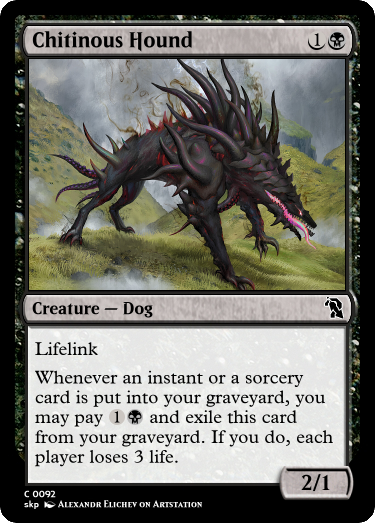 Chitinous Hound 1
Creature — Dog
Lifelink
Whenever an instant or a sorcery
card is put into your graveyard, you
may pay 1 and exile this card
from your graveyard. If you do, each
player loses 3 life.
2/1
C 0092
skp Alexandr Elichev on Artstation